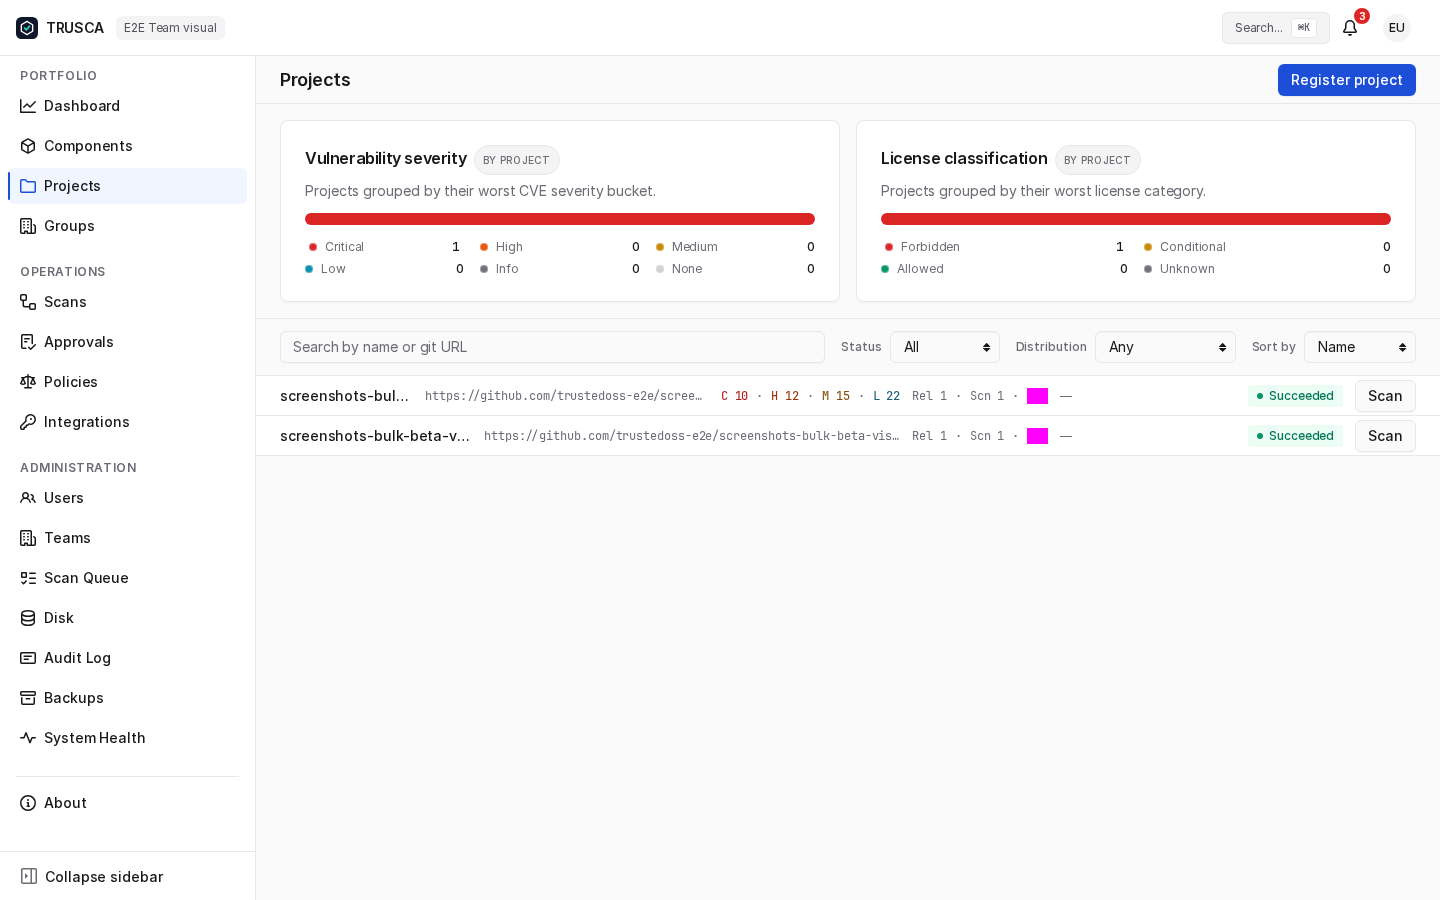 TRUSCA E2E Team visual Search... ⌘K 3 EU
PORTFOLIO
Dashboard
Components
Projects
Groups
OPERATIONS
Scans
Approvals
Policies
Integrations
ADMINISTRATION
Users
Teams
Scan Queue
Disk
Audit Log
Backups
System Health
About
Collapse sidebar
Projects Register project
Vulnerability severity BY PROJECT
Projects grouped by their worst CVE severity bucket.
Critical 1 High 0 Medium 0
Low 0 Info 0 None 0
License classification BY PROJECT
Projects grouped by their worst license category.
Forbidden 1 Conditional 0
Allowed 0 Unknown 0
Search by name or git URL Status All Distribution Any Sort by Name
screenshots-bul… https://github.com/trustedoss-e2e/scree… C 10 · H 12 · M 15 · L 22 Rel 1 · Scn 1 · — Succeeded Scan
screenshots-bulk-beta-v… https://github.com/trustedoss-e2e/screenshots-bulk-beta-vis… Rel 1 · Scn 1 · — Succeeded Scan